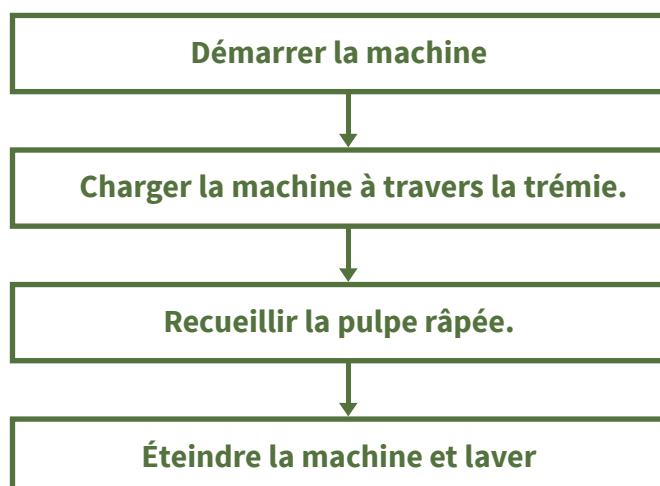 Démarrer la machine
Charger la machine à travers la trémie.
Recueillir la pulpe râpée.
Éteindre la machine et laver